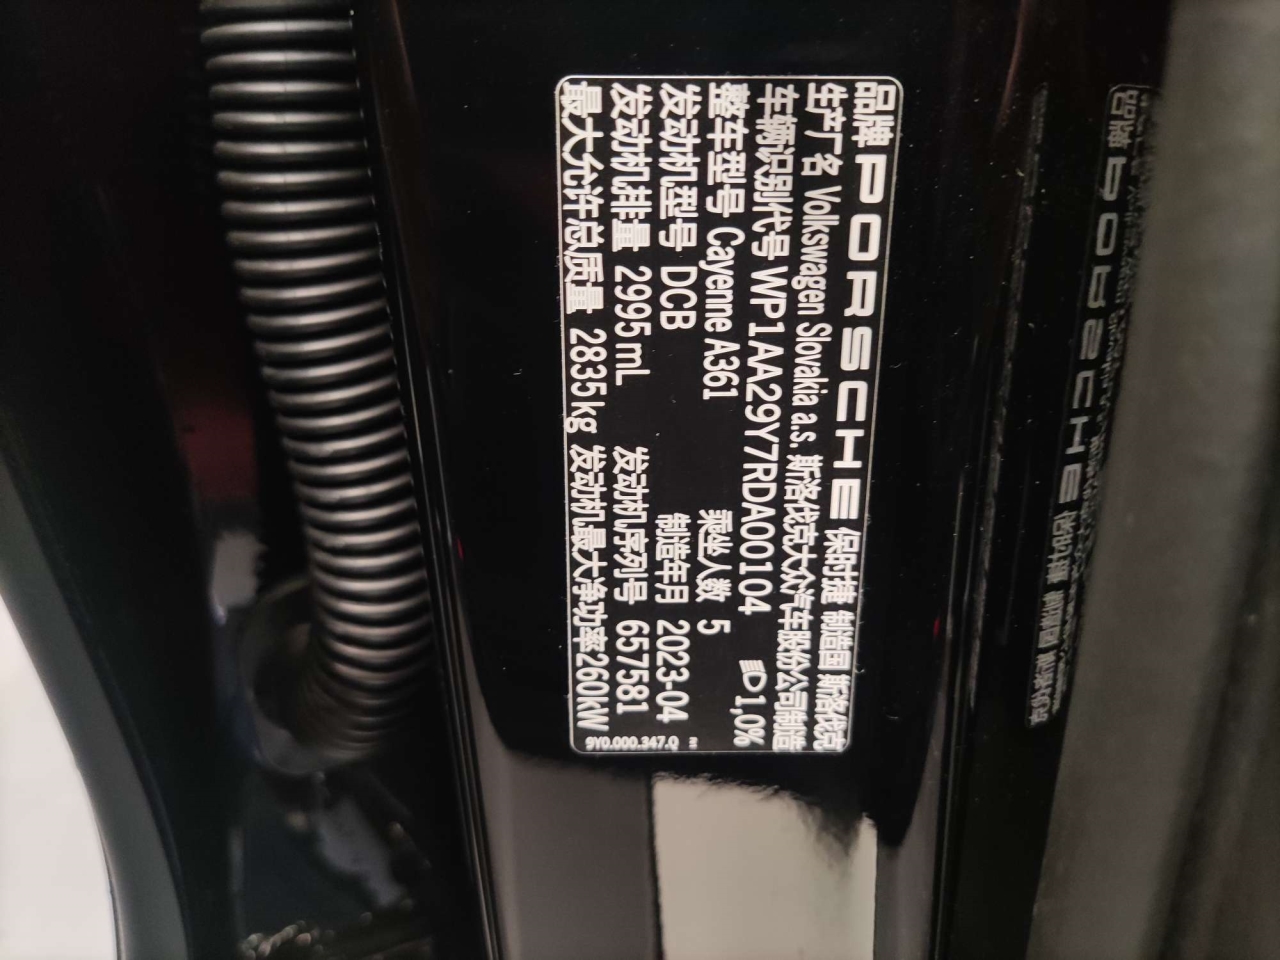 品牌 PORSCHE 保时捷 制造国 斯洛伐克
生产厂名 Volkswagen Slovakia a.s. 斯洛伐克大众汽车股份公司制造
车辆识别代号 WP1AA29Y7RDA00104 1,0%
整车型号 Cayenne A361 乘坐人数 5
发动机型号 DCB 制造年月 2023-04
发动机排量 2995mL 发动机序列号 657581
最大允许总质量 2835kg 发动机最大净功率260kW
9Y0.000.347.Q